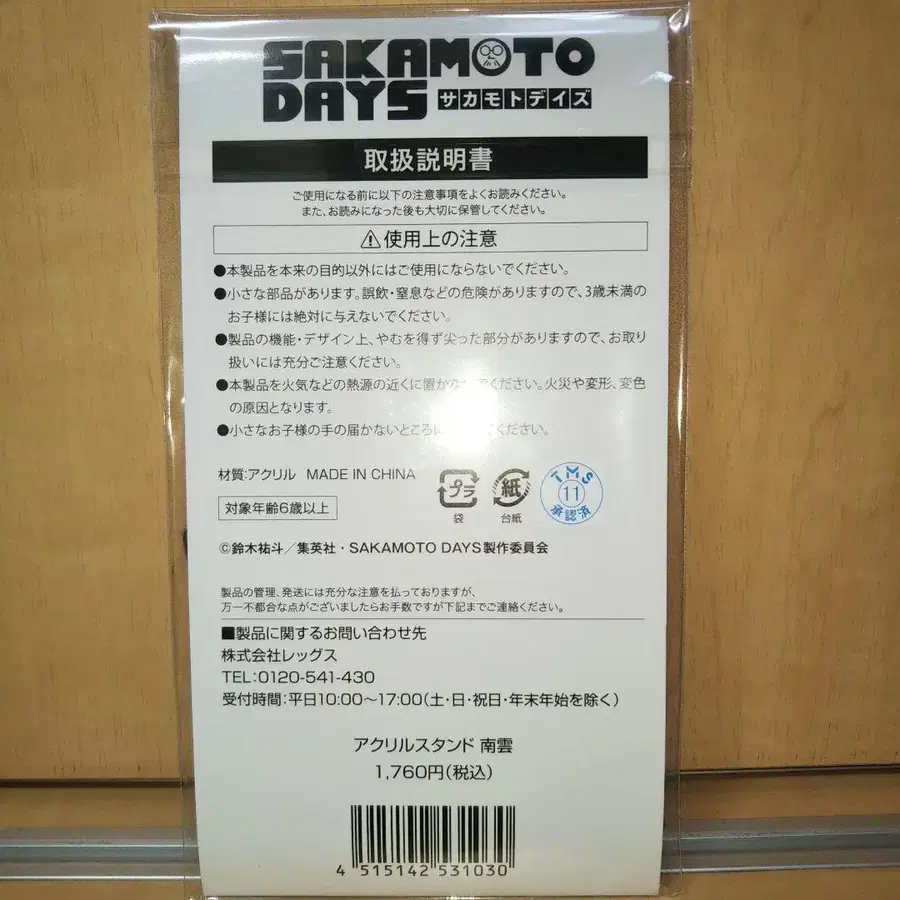 SAKAMOTO
DAYS サカモトデイズ
取扱説明書
ご使用になる前に以下の注意事項をよくお読みください。
また、お読みになった後も大切に保管してください。
⚠使用上の注意
●本製品を本来の目的以外にはご使用にならないでください。
●小さな部品があります。誤飲・窒息などの危険がありますので、3歳未満の
お子様には絶対に与えないでください。
●製品の機能・デザイン上、やむを得ず尖った部分がありますので、お取り
扱いには充分ご注意ください。
●本製品を火気などの熱源の近くに置かないでください。火災や変形、変色
の原因となります。
●小さなお子様の手の届かないところに ください。
材質:アクリル MADE IN CHINA
対象年齢6歳以上
プラ
袋
紙
台紙
TMS
11
承認済
©鈴木祐斗／集英社・SAKAMOTO DAYS製作委員会
製品の管理、発送には充分な注意を払っておりますが、
万一不都合な点がございましたらお手数ですが下記までご連絡ください。
■製品に関するお問い合わせ先
株式会社レッグス
TEL:0120-541-430
受付時間:平日10:00～17:00(土・日・祝日・年末年始を除く)
アクリルスタンド 南雲
1,760円(税込)
4 515142 531030